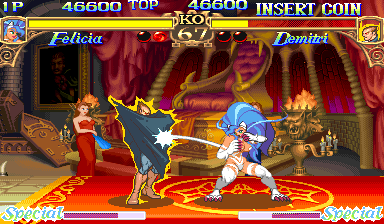 1P 46600 TOP 46600 INSERT COIN
KO
Felicia 67 Demitri
Special Special